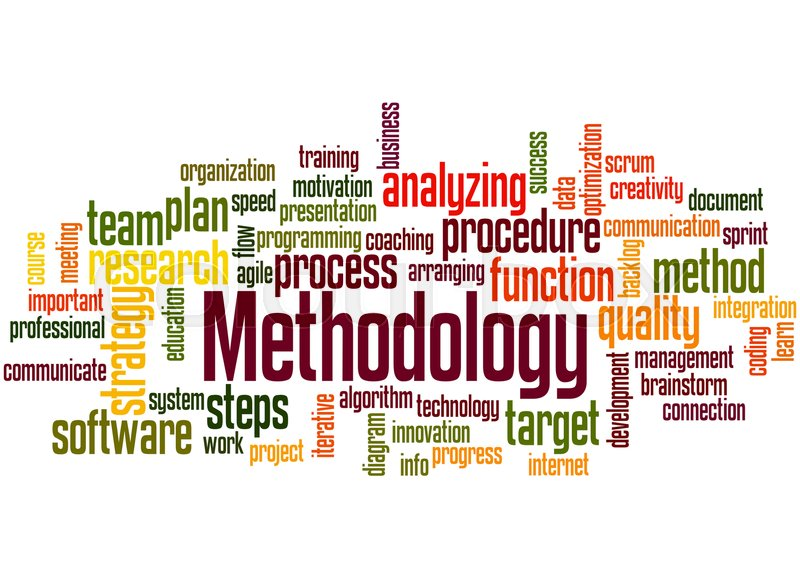 business
training
success
data
optimization
scrum
organization
motivation
analyzing
creativity
document
team
plan
speed
presentation
course
meeting
flow
programming
coaching
procedure
communication
sprint
research
agile
process
arranging
function
backlog
method
important
strategy
education
Methodology
quality
integration
professional
communicate
development
management
coding
learn
brainstorm
system
steps
iterative
algorithm
technology
target
connection
software
work
project
diagram
innovation
info
progress
internet